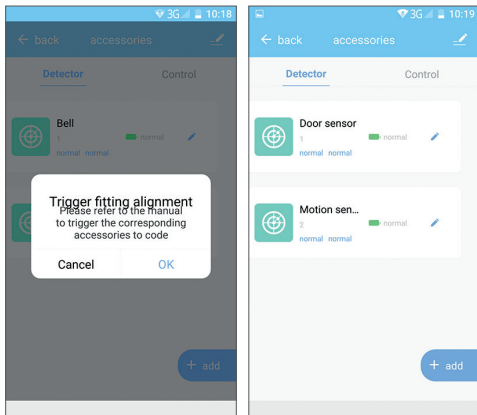 3G 10:18
← back accessories
Detector Control
Bell
1
normal
normal normal
Trigger fitting alignment
Please refer to the manual
to trigger the corresponding
accessories to code
Cancel OK
+ add
3G 10:19
← back accessories
Detector Control
Door sensor
1
normal
normal normal
Motion sen...
2
normal
normal normal
+ add